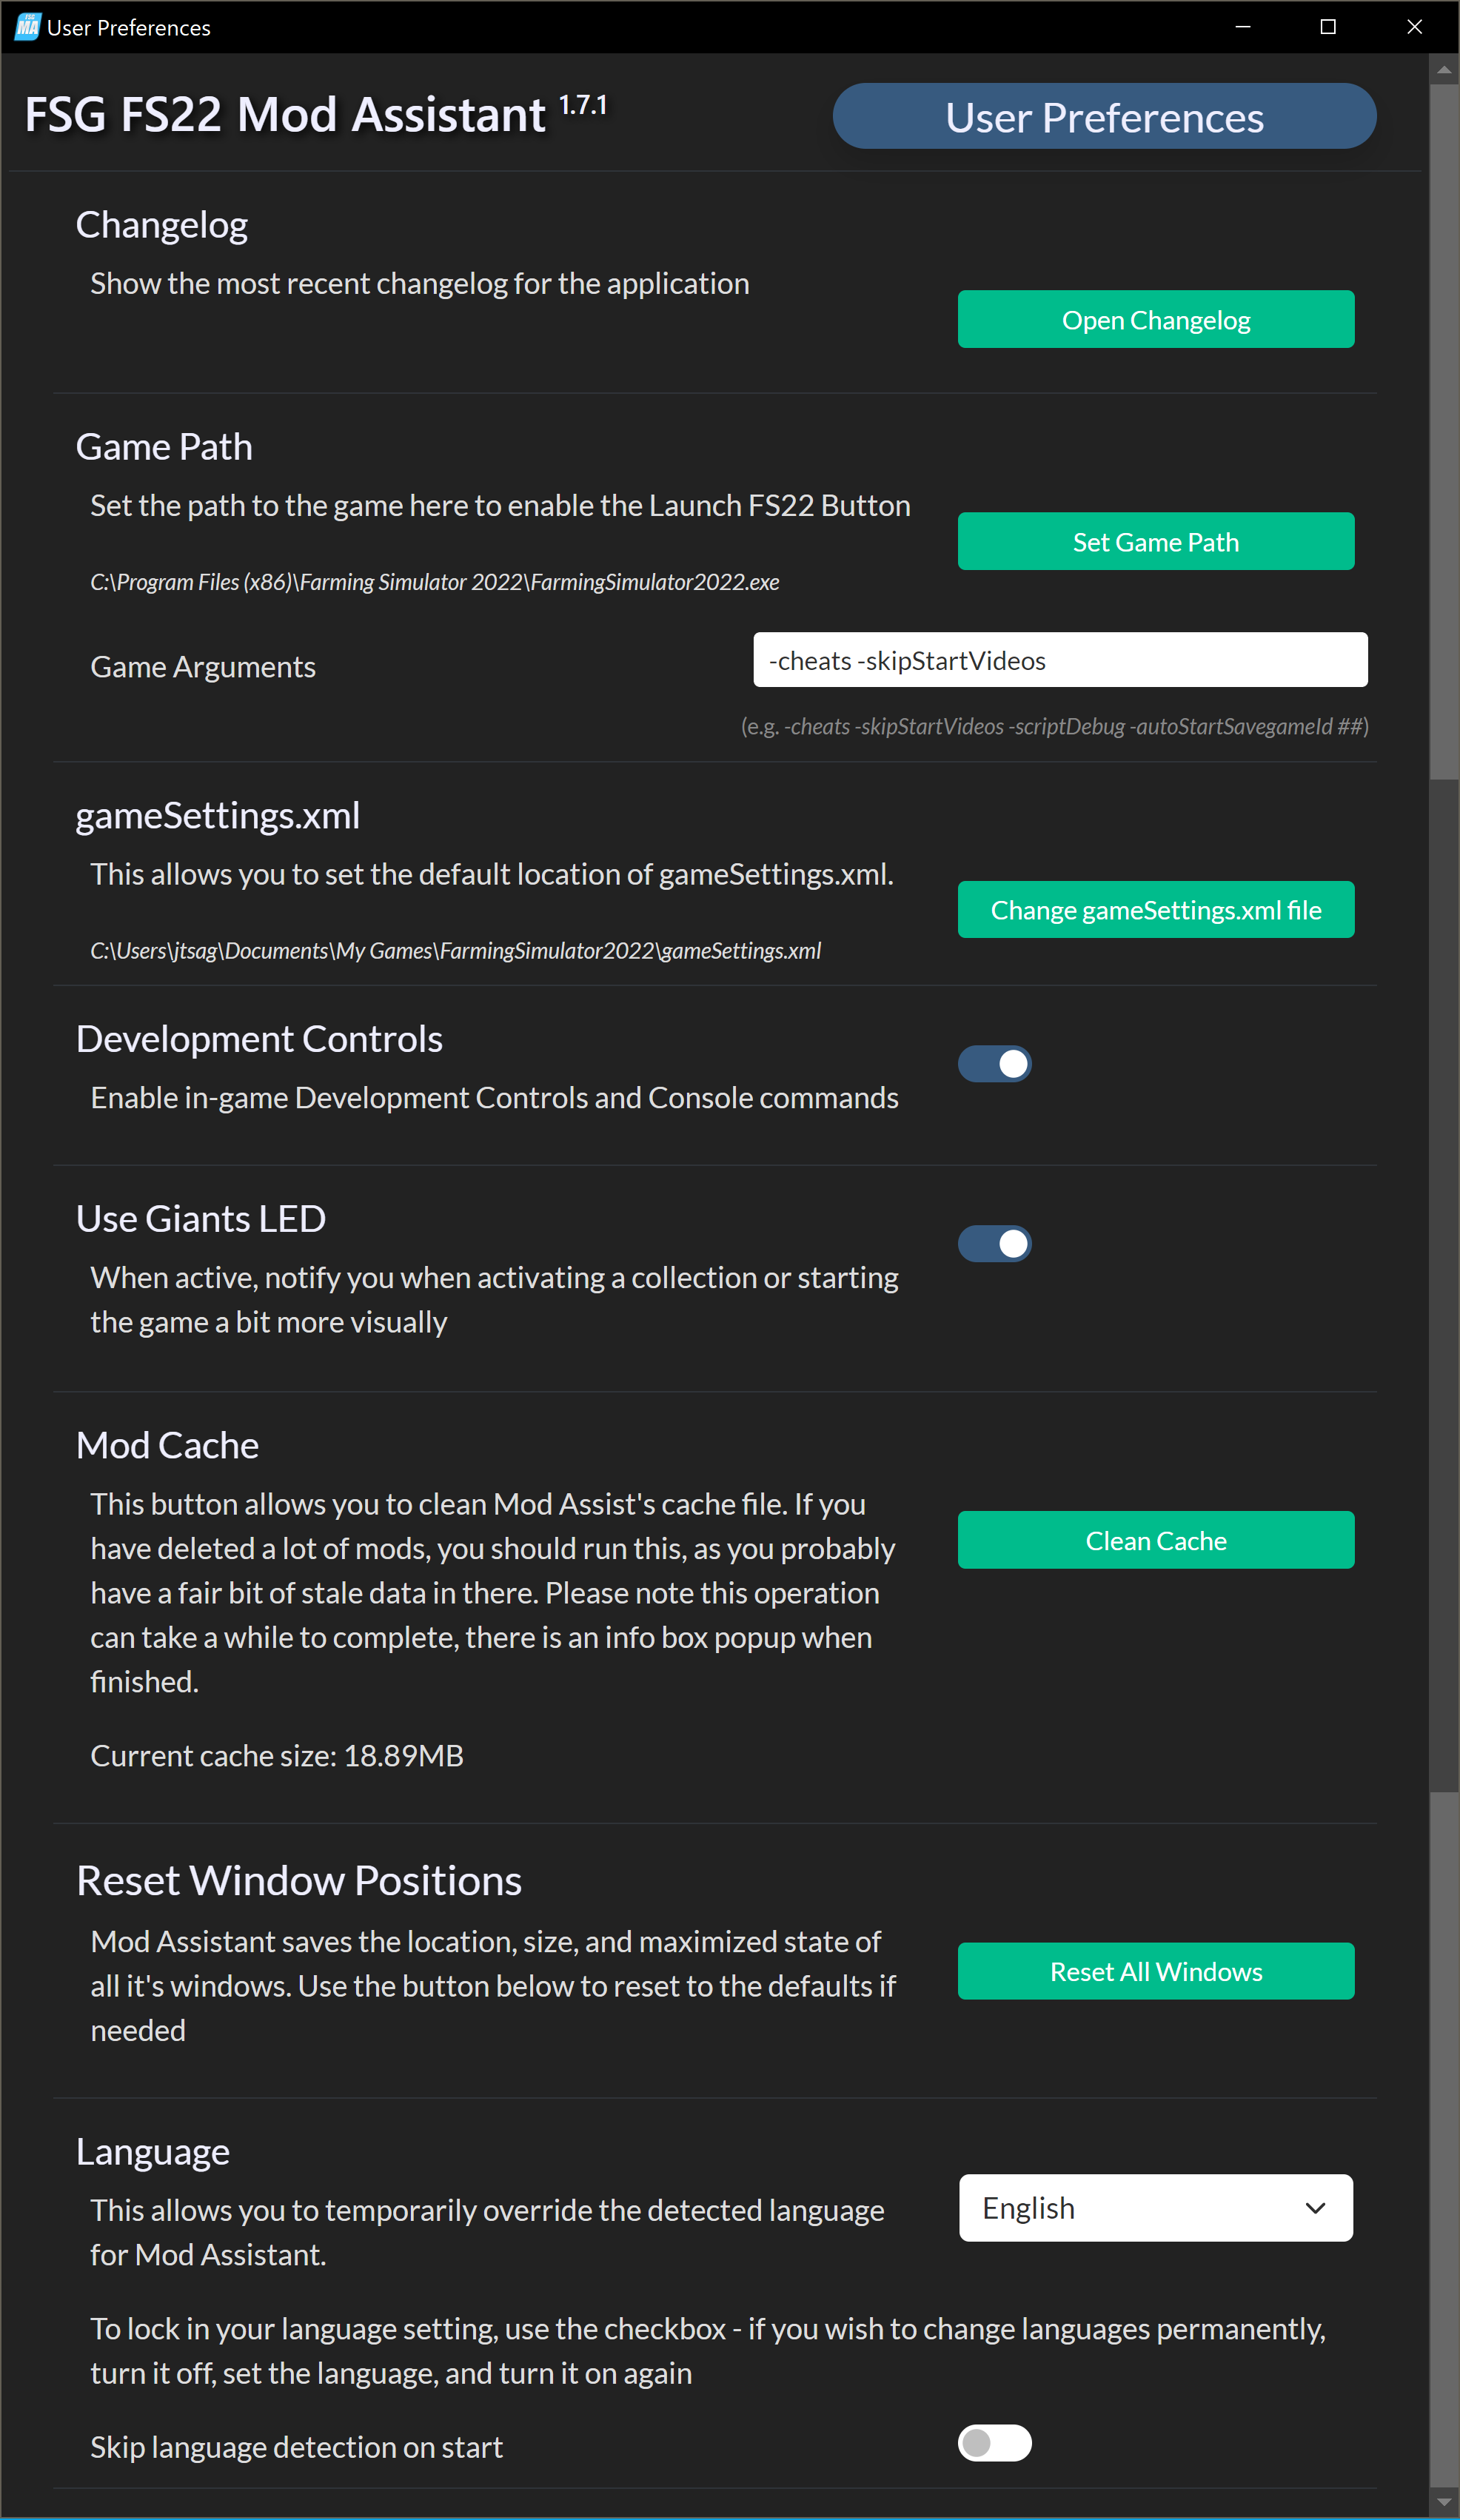 FSG
MA
User Preferences
FSG FS22 Mod Assistant 1.7.1
User Preferences
Changelog
Show the most recent changelog for the application
Open Changelog
Game Path
Set the path to the game here to enable the Launch FS22 Button
Set Game Path
C:\Program Files (x86)\Farming Simulator 2022\FarmingSimulator2022.exe
Game Arguments
-cheats -skipStartVideos
(e.g. -cheats -skipStartVideos -scriptDebug -autoStartSavegameId ##)
gameSettings.xml
This allows you to set the default location of gameSettings.xml.
Change gameSettings.xml file
C:\Users\jtsag\Documents\My Games\FarmingSimulator2022\gameSettings.xml
Development Controls
Enable in-game Development Controls and Console commands
Use Giants LED
When active, notify you when activating a collection or starting
the game a bit more visually
Mod Cache
This button allows you to clean Mod Assist's cache file. If you
have deleted a lot of mods, you should run this, as you probably
have a fair bit of stale data in there. Please note this operation
can take a while to complete, there is an info box popup when
finished.
Clean Cache
Current cache size: 18.89MB
Reset Window Positions
Mod Assistant saves the location, size, and maximized state of
all it's windows. Use the button below to reset to the defaults if
needed
Reset All Windows
Language
This allows you to temporarily override the detected language
for Mod Assistant.
English
To lock in your language setting, use the checkbox - if you wish to change languages permanently,
turn it off, set the language, and turn it on again
Skip language detection on start